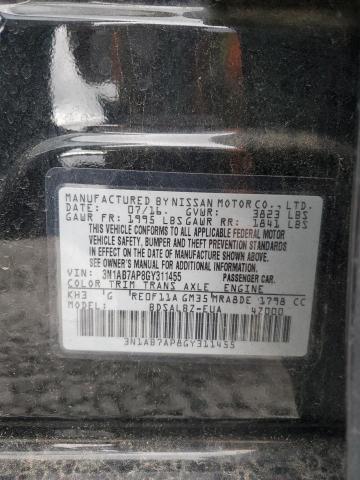 MANUFACTURED BY NISSAN MOTOR CO., LTD.
DATE: 07/16. GVWR: 3823 LBS
GAWR FR: 1995 LBS GAWR RR: 1841 LBS
THIS VEHICLE CONFORMS TO ALL APPLICABLE FEDERAL MOTOR
VEHICLE SAFETY, BUMPER AND THEFT PREVENTION STANDARDS
IN EFFECT ON THE DATE OF MANUFACTURE SHOWN ABOVE.
SEE OWNER'S MANUAL AND LOADING INFORMATION.
VIN: 3N1AB7AP8GY311455 PASSENGER CAR.
COLOR TRIM TRANS AXLE ENGINE
KH3 G RE0F11A GM35 MRA8DE 1798 CC
MODEL: BDSALBZ-EUA 47000
3N1AB7AP8GY311455